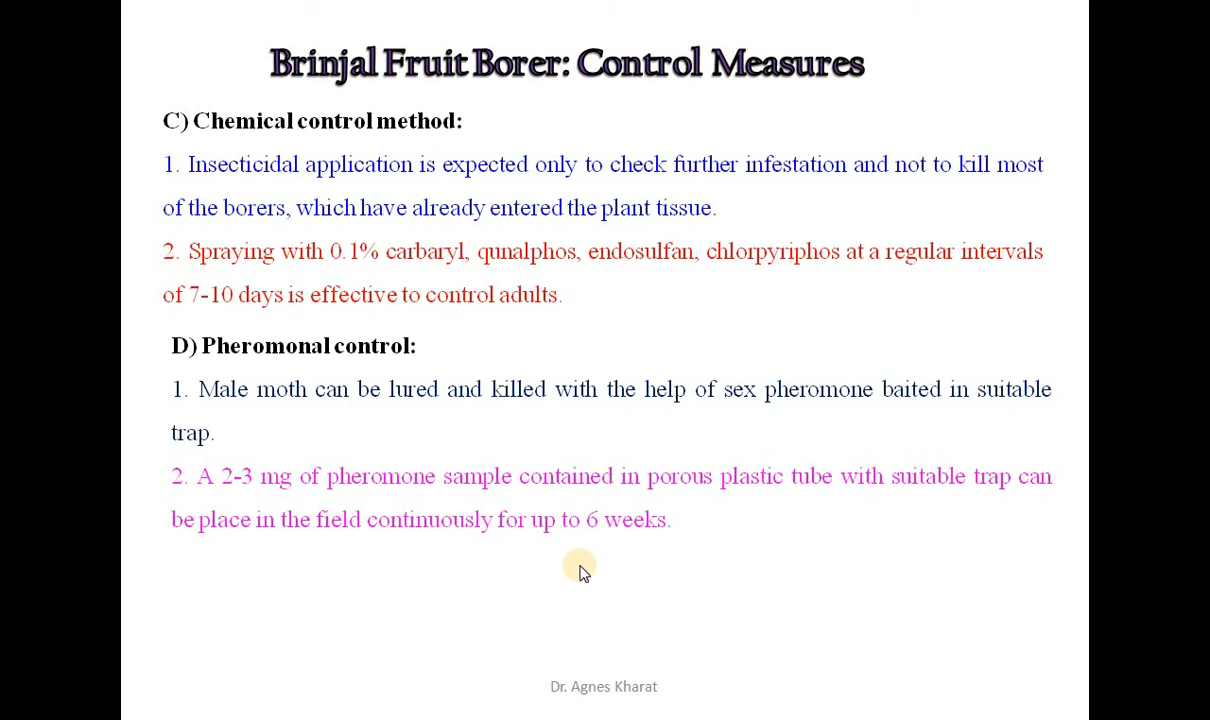 Brinjal Fruit Borer: Control Measures
C) Chemical control method:
1. Insecticidal application is expected only to check further infestation and not to kill most
of the borers, which have already entered the plant tissue.
2. Spraying with 0.1% carbaryl, qunalphos, endosulfan, chlorpyriphos at a regular intervals
of 7-10 days is effective to control adults.
D) Pheromonal control:
1. Male moth can be lured and killed with the help of sex pheromone baited in suitable
trap.
2. A 2-3 mg of pheromone sample contained in porous plastic tube with suitable trap can
be place in the field continuously for up to 6 weeks.
Dr. Agnes Kharat